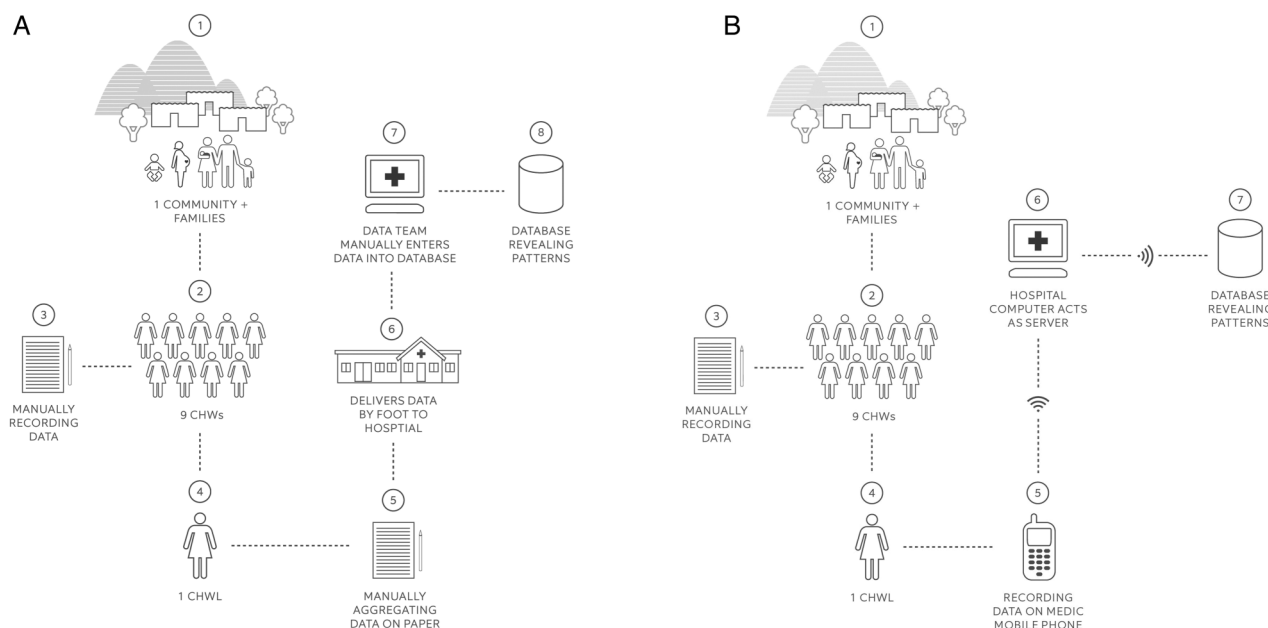 A
1
1 COMMUNITY +
FAMILIES
2
9 CHWs
3
MANUALLY
RECORDING
DATA
4
1 CHWL
5
MANUALLY
AGGREGATING
DATA ON PAPER
6
DELIVERS DATA
BY FOOT TO
HOSPTIAL
7
DATA TEAM
MANUALLY ENTERS
DATA INTO DATABASE
8
DATABASE
REVEALING
PATTERNS
B
1
1 COMMUNITY +
FAMILIES
2
9 CHWs
3
MANUALLY
RECORDING
DATA
4
1 CHWL
5
RECORDING
DATA ON MEDIC
MOBILE PHONE
6
HOSPITAL
COMPUTER ACTS
AS SERVER
7
DATABASE
REVEALING
PATTERNS